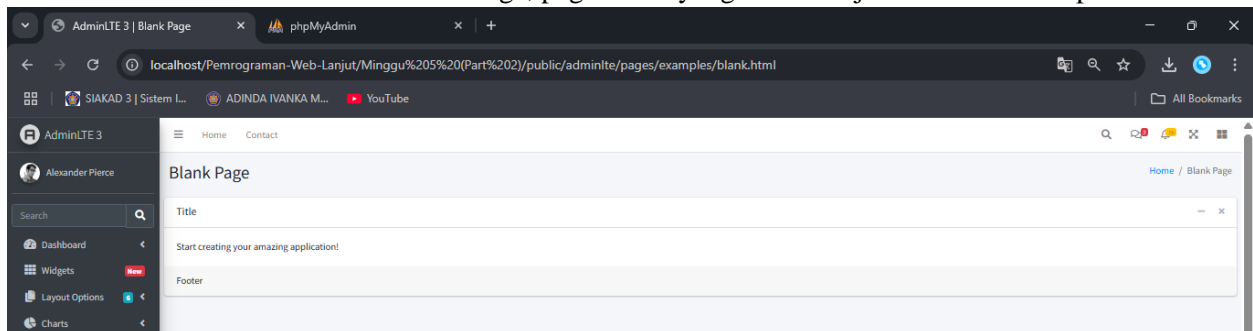 AdminLTE 3 | Blank Page phpMyAdmin
localhost/Pemrograman-Web-Lanjut/Minggu%205%20(Part%202)/public/adminlte/pages/examples/blank.html
SIAKAD 3 | Sistem I... ADINDA IVANKA M... YouTube All Bookmarks
AdminLTE 3 Home Contact
Alexander Pierce Blank Page Home / Blank Page
Search Title
Dashboard Start creating your amazing application!
Widgets New Footer
Layout Options 6
Charts